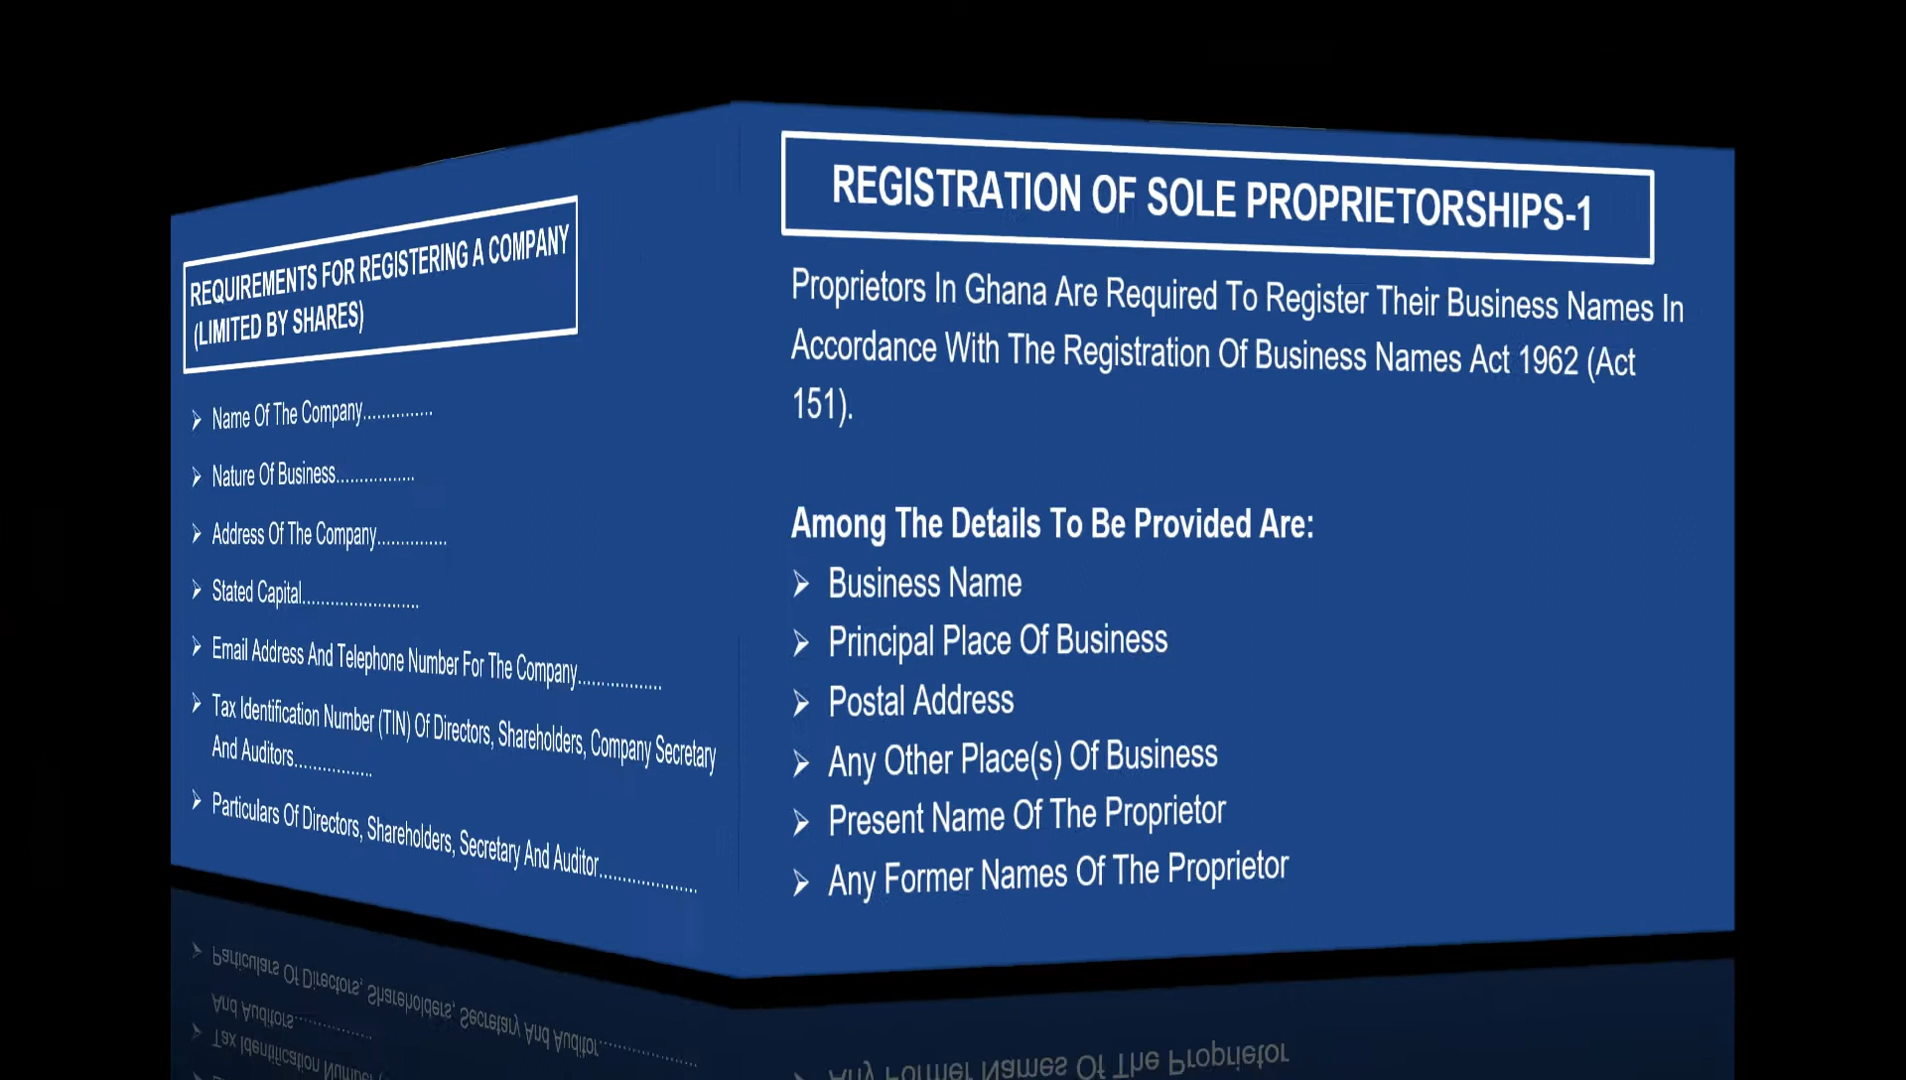 REQUIREMENTS FOR REGISTERING A COMPANY
(LIMITED BY SHARES)
Name Of The Company...............
Nature Of Business.................
Address Of The Company...............
Stated Capital.........................
Email Address And Telephone Number For The Company..................
Tax Identification Number (TIN) Of Directors, Shareholders, Company Secretary
And Auditors.................
Particulars Of Directors, Shareholders, Secretary And Auditor.....................
REGISTRATION OF SOLE PROPRIETORSHIPS-1
Proprietors In Ghana Are Required To Register Their Business Names In
Accordance With The Registration Of Business Names Act 1962 (Act
151).
Among The Details To Be Provided Are:
Business Name
Principal Place Of Business
Postal Address
Any Other Place(s) Of Business
Present Name Of The Proprietor
Any Former Names Of The Proprietor